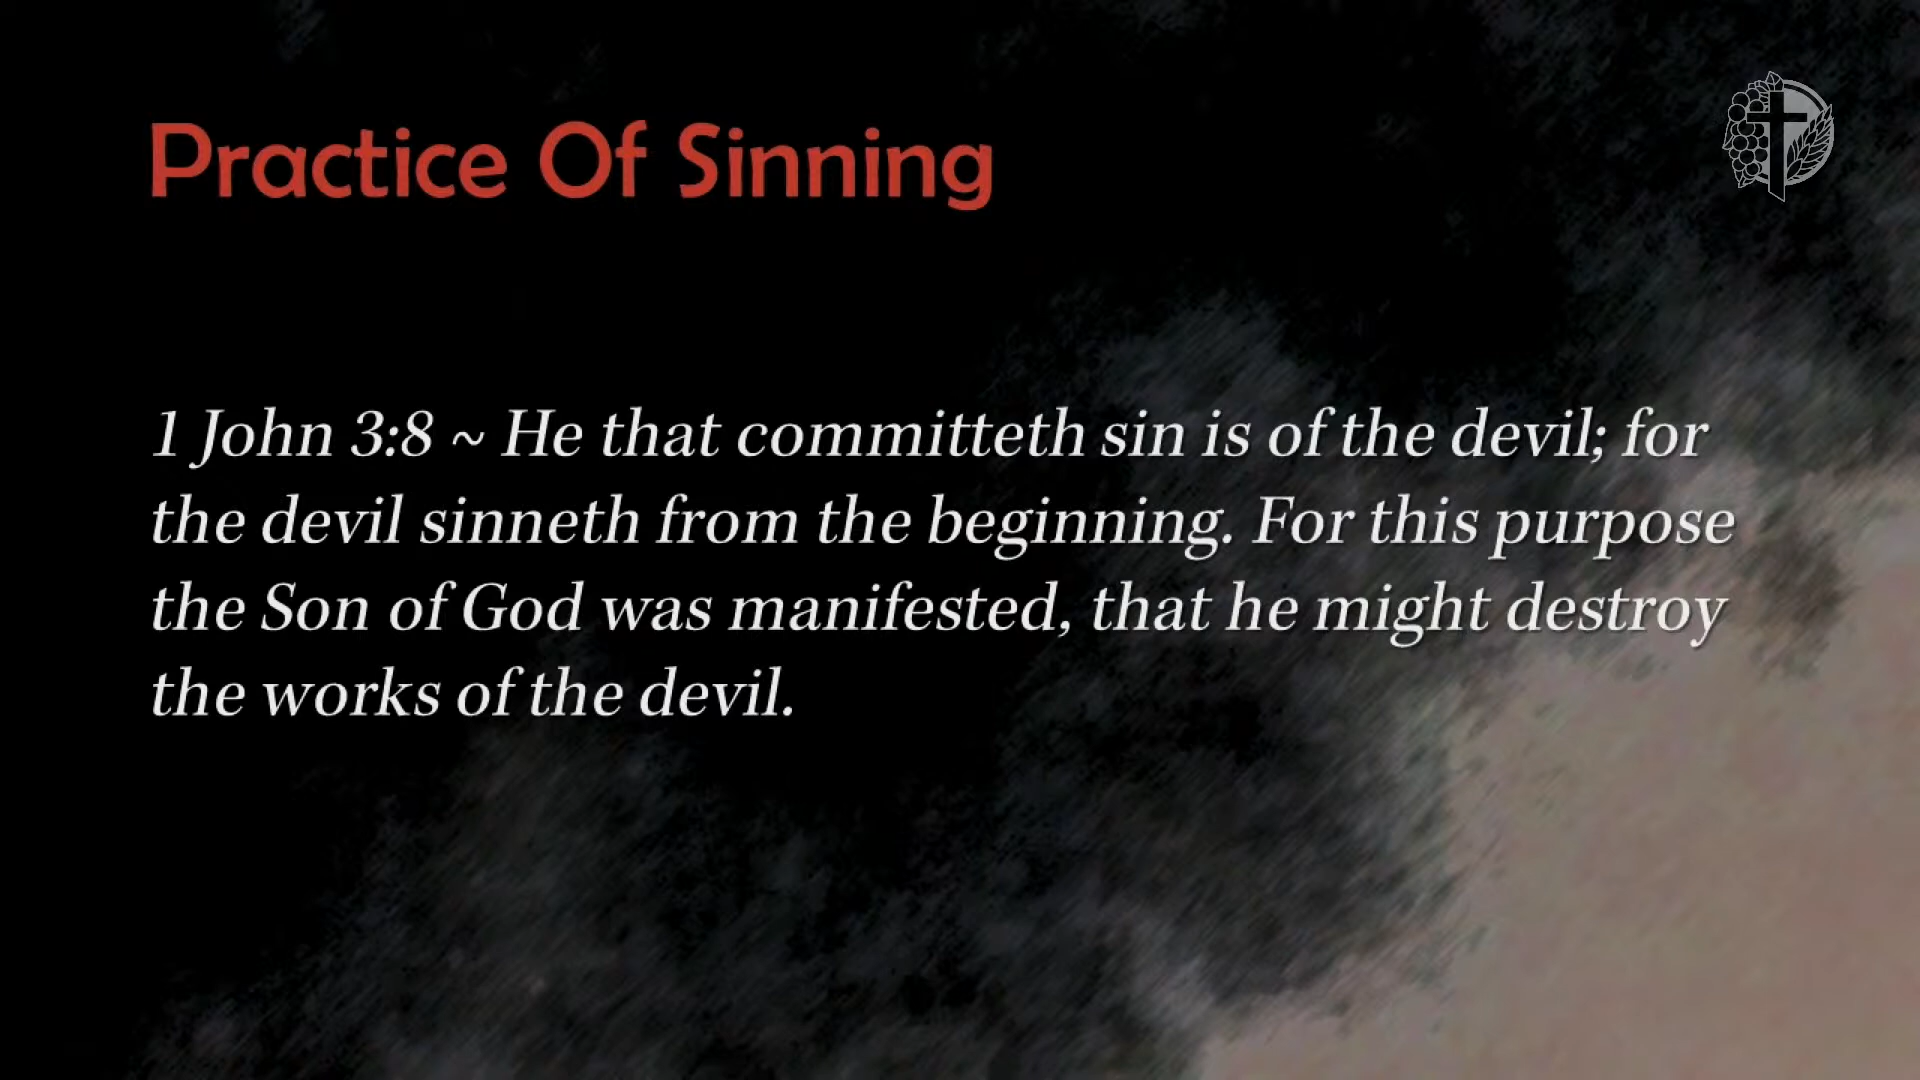 Practice Of Sinning
1 John 3:8 ~ He that committeth sin is of the devil; for
the devil sinneth from the beginning. For this purpose
the Son of God was manifested, that he might destroy
the works of the devil.